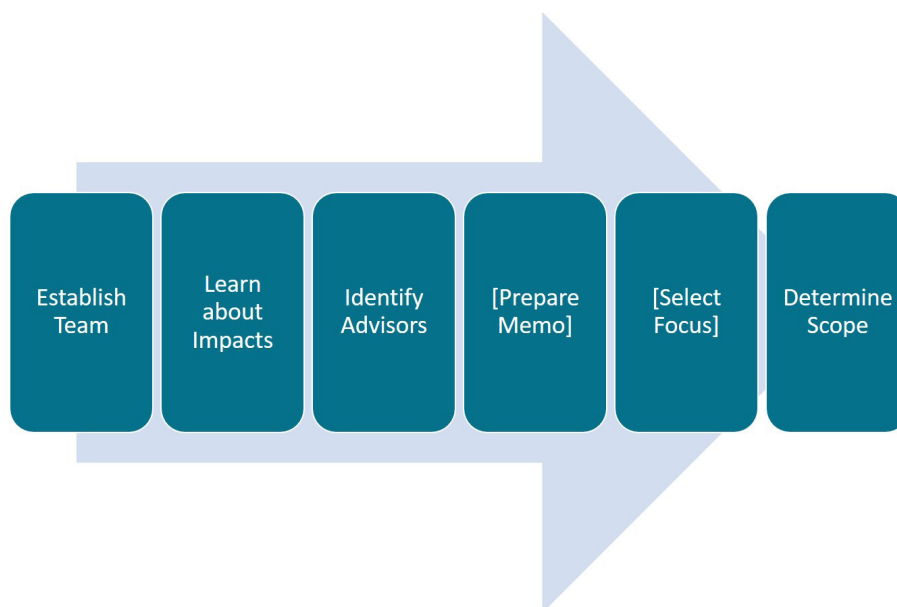 Establish
Team
Learn
about
Impacts
Identify
Advisors
[Prepare
Memo]
[Select
Focus]
Determine
Scope